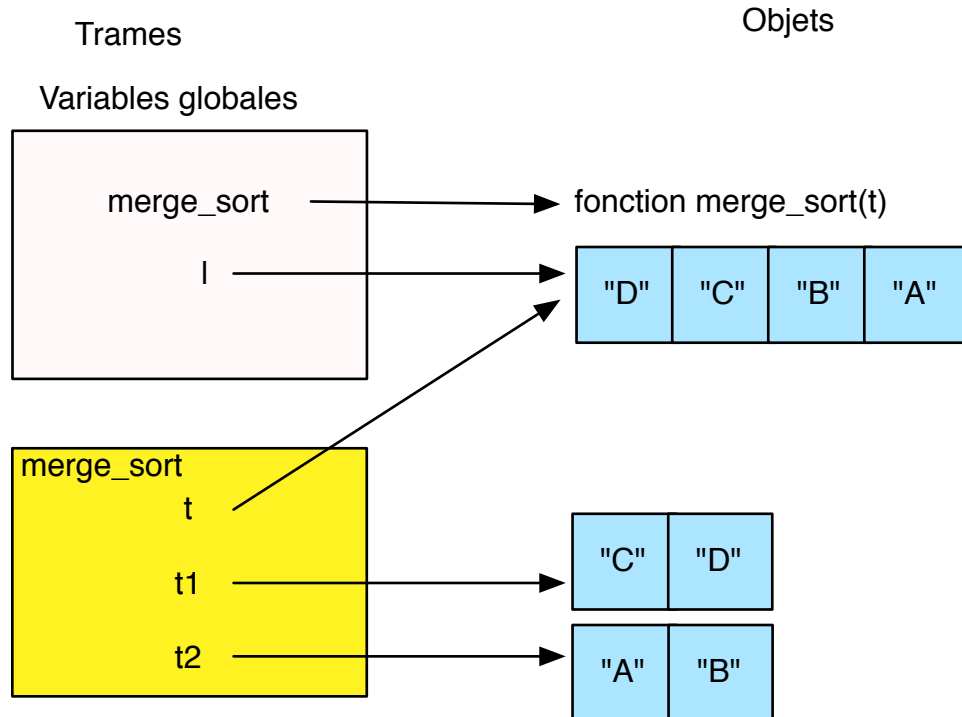 Trames
Objets
Variables globales
merge_sort
fonction merge_sort(t)
l
"D" "C" "B" "A"
merge_sort
t
t1
"C" "D"
t2
"A" "B"